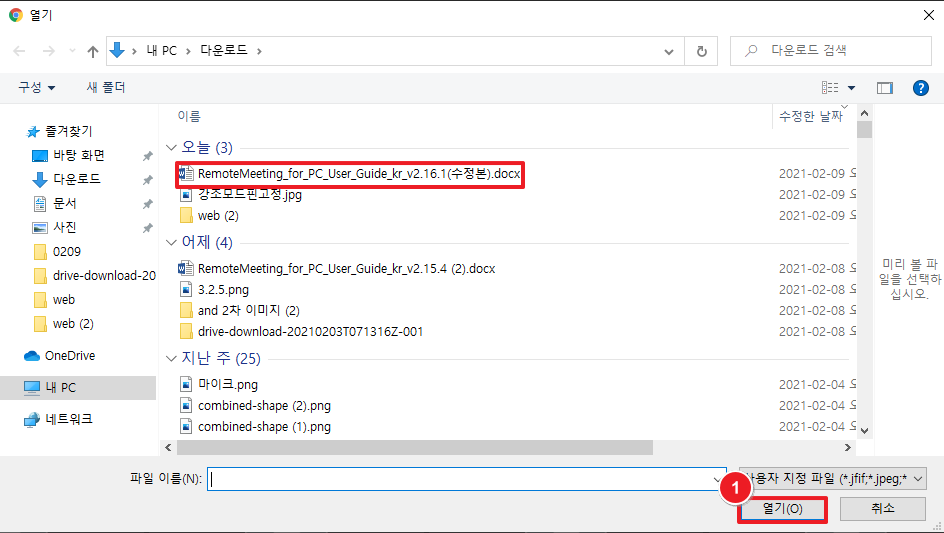 열기
내 PC
다운로드
다운로드 검색
구성
새 폴더
이름
수정한 날짜
즐겨찾기
바탕 화면
다운로드
문서
사진
0209
drive-download-20
web
web (2)
OneDrive
내 PC
네트워크
오늘 (3)
RemoteMeeting_for_PC_User_Guide_kr_v2.16.1(수정본).docx 2021-02-09 오
강조모드핀고정.jpg 2021-02-09 오
web (2) 2021-02-09 오
어제 (4)
RemoteMeeting_for_PC_User_Guide_kr_v2.15.4 (2).docx 2021-02-08 오
3.2.5.png 2021-02-08 오
and 2차 이미지 (2) 2021-02-08 오
drive-download-20210203T071316Z-001 2021-02-08 오
지난 주 (25)
마이크.png 2021-02-04 오
combined-shape (2).png 2021-02-04 오
combined-shape (1).png 2021-02-04 오
미리 볼 파
일을 선택하
십시오.
파일 이름(N):
사용자 지정 파일 (*.jfif;*.jpeg;*
1
열기(O)
취소